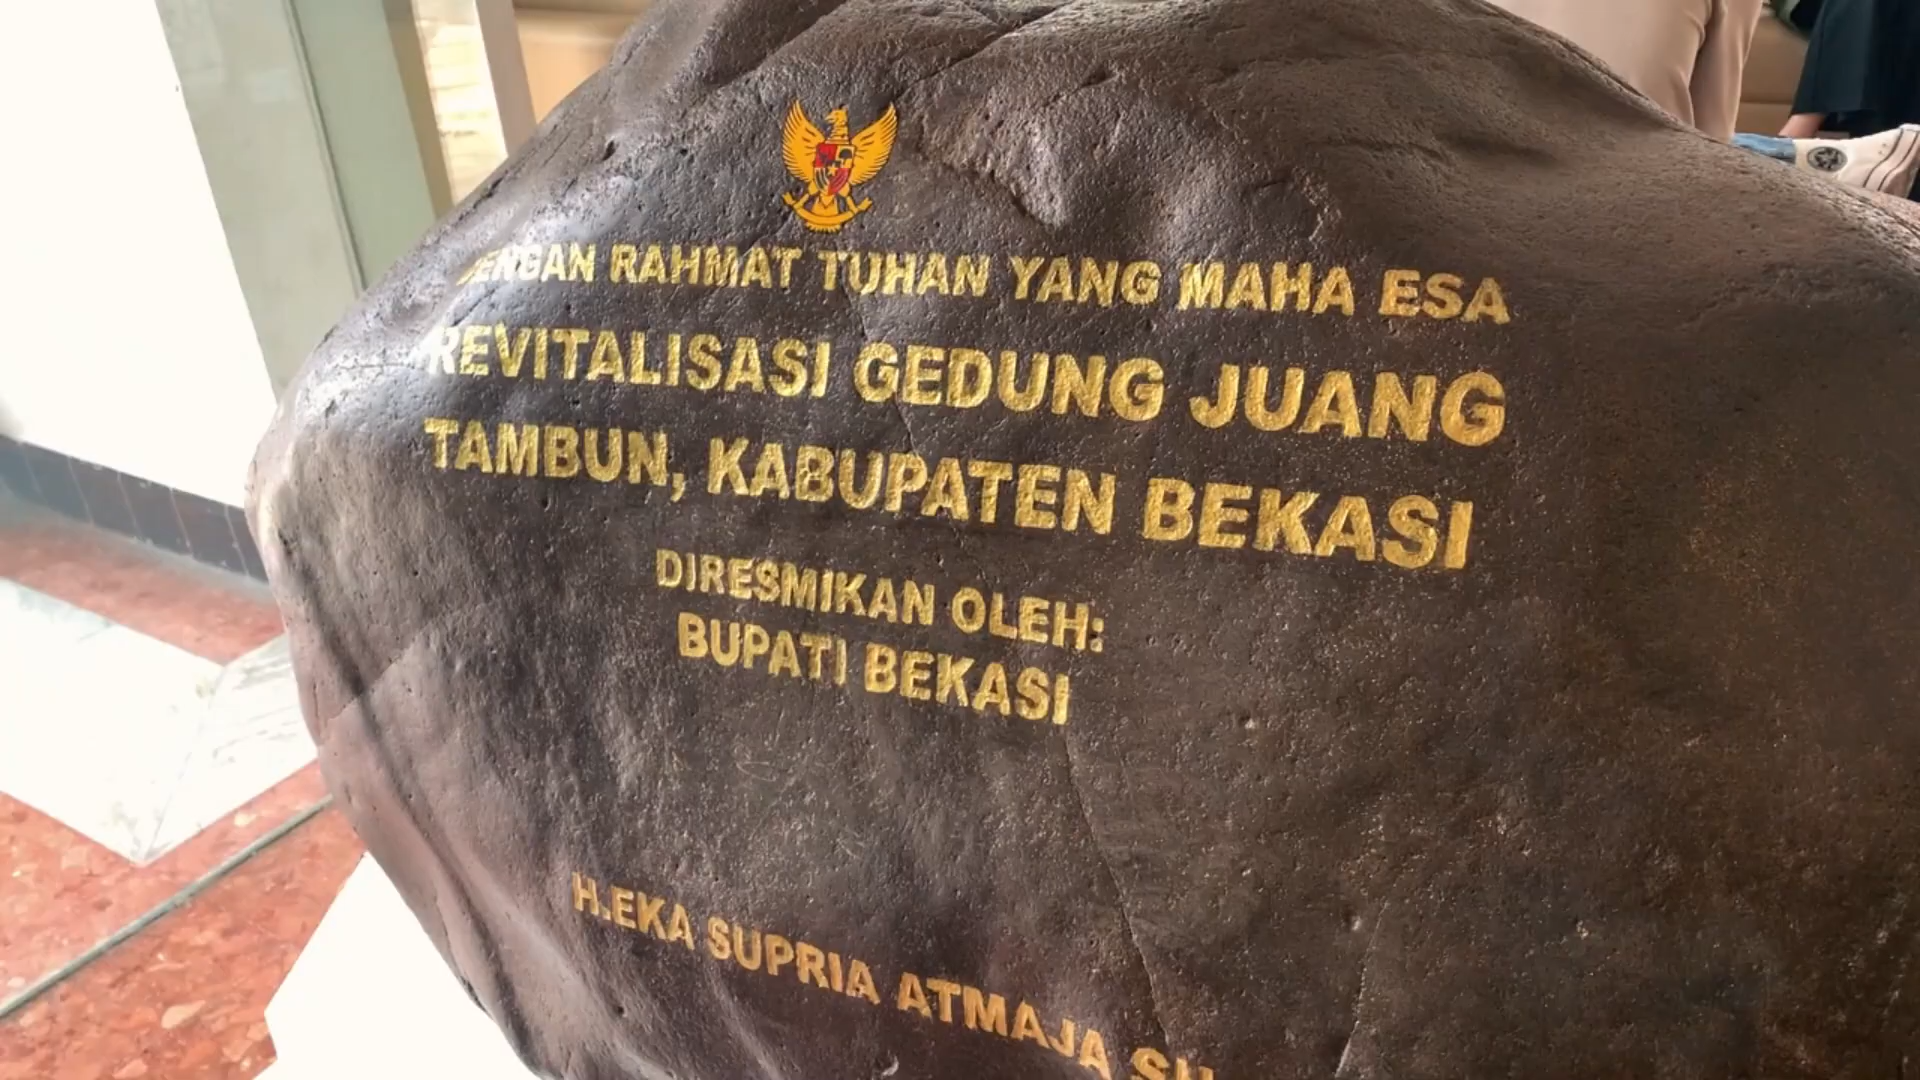 DENGAN RAHMAT TUHAN YANG MAHA ESA
REVITALISASI GEDUNG JUANG
TAMBUN, KABUPATEN BEKASI
DIRESMIKAN OLEH:
BUPATI BEKASI
H.EKA SUPRIA ATMAJA